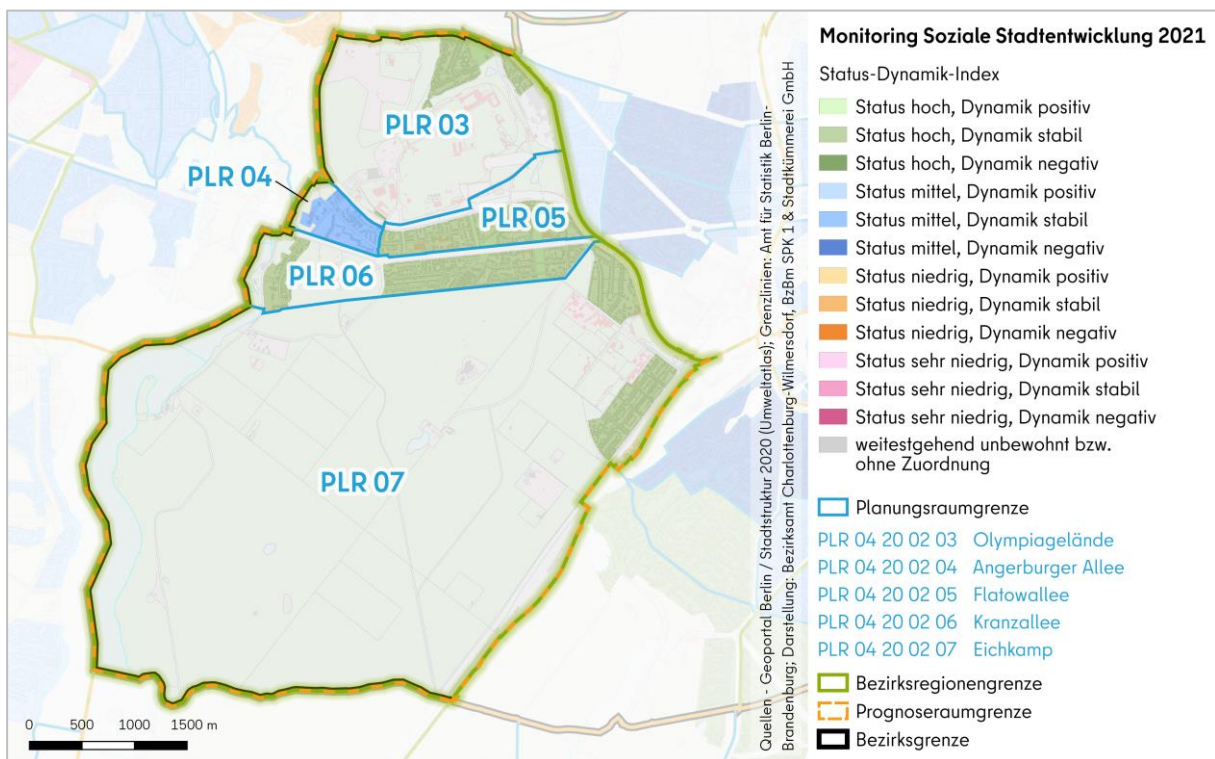 PLR 03
PLR 04
PLR 05
PLR 06
PLR 07
0 500 1000 1500 m
Quellen - Geoportal Berlin / Stadtstruktur 2020 (Umweltatlas); Grenzlinien: Amt für Statistik Berlin-
Brandenburg; Darstellung: Bezirksamt Charlottenburg-Wilmersdorf, BzBm SPK 1 & Stadtkümmerei GmbH
Monitoring Soziale Stadtentwicklung 2021
Status-Dynamik-Index
Status hoch, Dynamik positiv
Status hoch, Dynamik stabil
Status hoch, Dynamik negativ
Status mittel, Dynamik positiv
Status mittel, Dynamik stabil
Status mittel, Dynamik negativ
Status niedrig, Dynamik positiv
Status niedrig, Dynamik stabil
Status niedrig, Dynamik negativ
Status sehr niedrig, Dynamik positiv
Status sehr niedrig, Dynamik stabil
Status sehr niedrig, Dynamik negativ
weitestgehend unbewohnt bzw.
ohne Zuordnung
Planungsraumgrenze
PLR 04 20 02 03 Olympiagelände
PLR 04 20 02 04 Angerburger Allee
PLR 04 20 02 05 Flatowallee
PLR 04 20 02 06 Kranzallee
PLR 04 20 02 07 Eichkamp
Bezirksregionengrenze
Prognoseraumgrenze
Bezirksgrenze